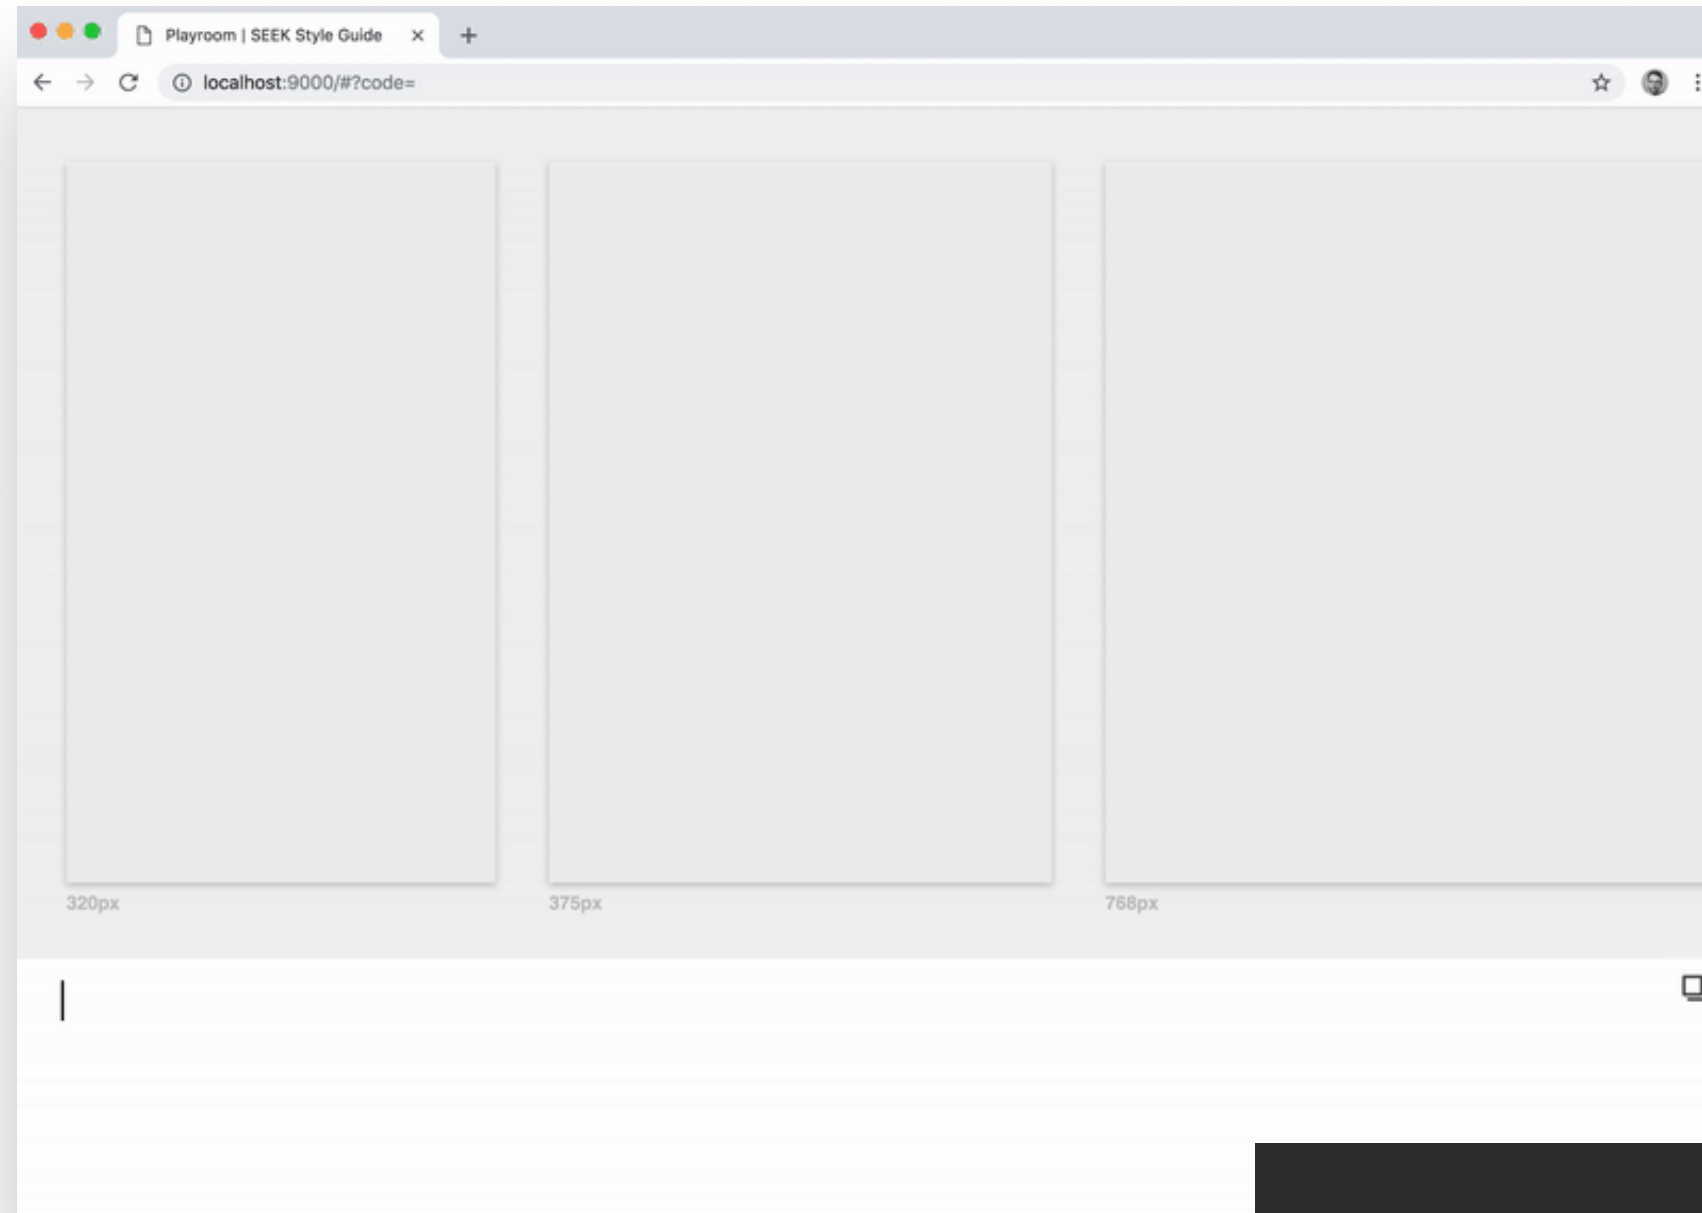 Playroom | SEEK Style Guide
localhost:9000/#?code=
320px
375px
768px